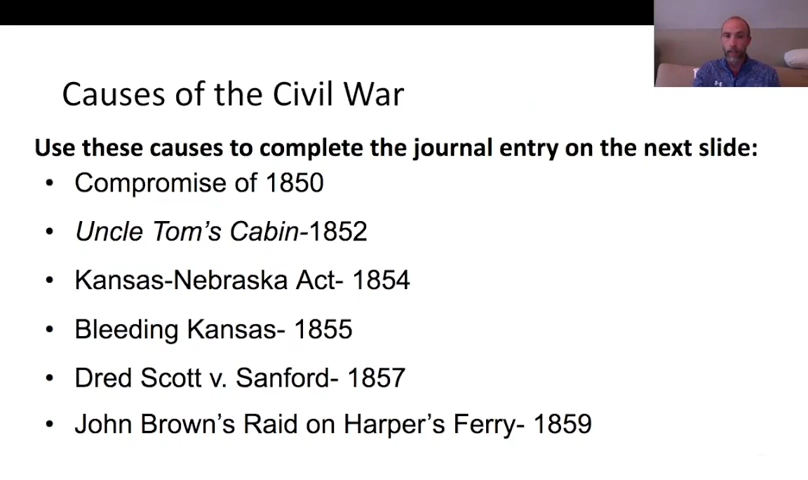 Causes of the Civil War
Use these causes to complete the journal entry on the next slide:
• Compromise of 1850
• Uncle Tom's Cabin-1852
• Kansas-Nebraska Act- 1854
• Bleeding Kansas- 1855
• Dred Scott v. Sanford- 1857
• John Brown's Raid on Harper's Ferry- 1859